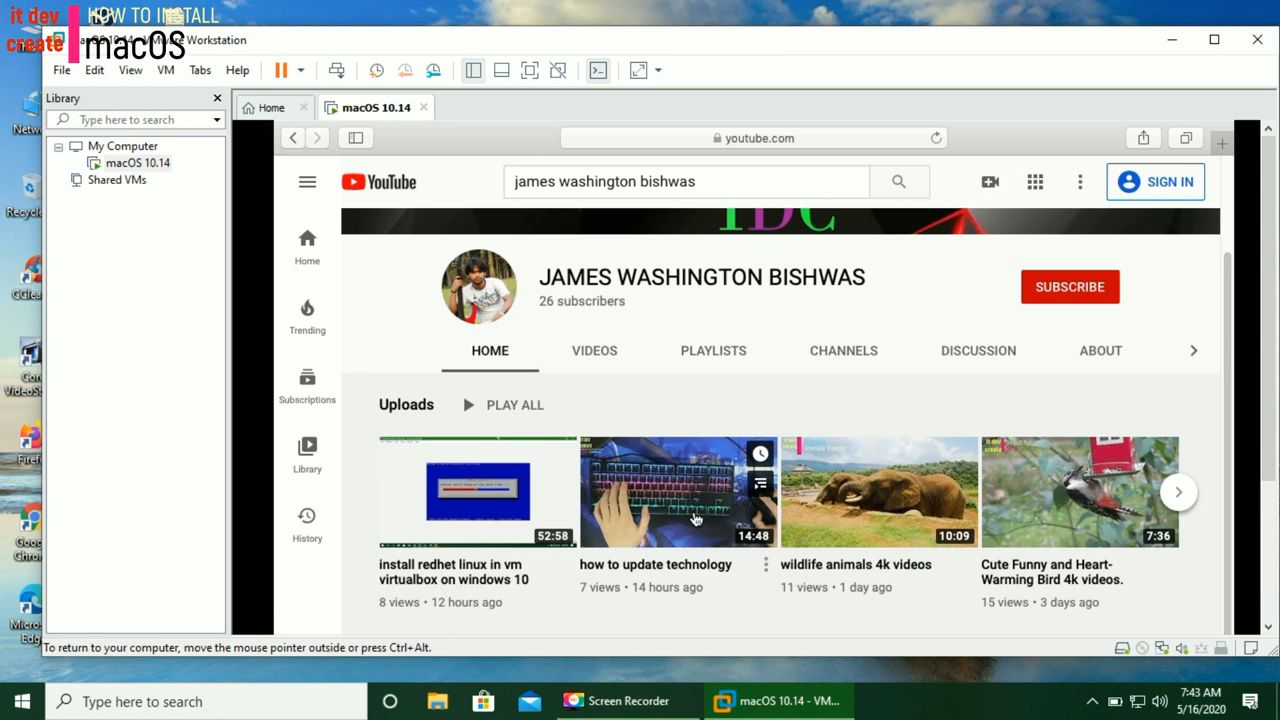 it dev
create
HOW TO INSTALL
macOS
macOS 10.14 - VMware Workstation
File Edit View VM Tabs Help
Library
Type here to search
My Computer
macOS 10.14
Shared VMs
Home
macOS 10.14
youtube.com
YouTube
james washington bishwas
SIGN IN
IDC
Home
Trending
Subscriptions
Library
History
JAMES WASHINGTON BISHWAS
26 subscribers
SUBSCRIBE
HOME VIDEOS PLAYLISTS CHANNELS DISCUSSION ABOUT
Uploads PLAY ALL
52:58
install redhet linux in vm
virtualbox on windows 10
8 views • 12 hours ago
14:48
how to update technology
7 views • 14 hours ago
10:09
wildlife animals 4k videos
11 views • 1 day ago
7:36
Cute Funny and Heart-
Warming Bird 4k videos.
15 views • 3 days ago
To return to your computer, move the mouse pointer outside or press Ctrl+Alt.
Type here to search
Screen Recorder
macOS 10.14 - VM...
7:43 AM
5/16/2020